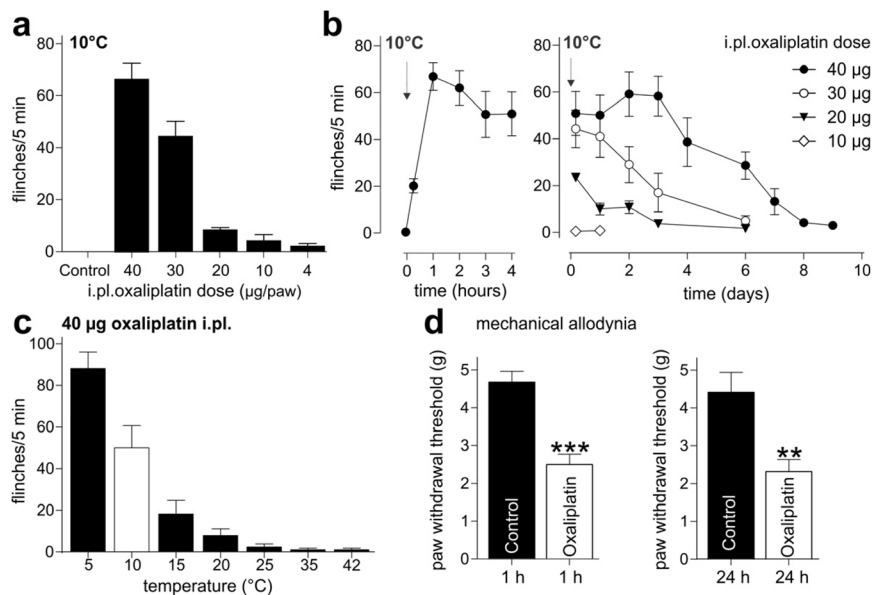 a
10°C
80
60
40
20
0
flinches/5 min
Control 40 30 20 10 4
i.pl.oxaliplatin dose (µg/paw)
b
10°C
80
60
40
20
0
flinches/5 min
0 1 2 3 4
time (hours)
10°C
80
60
40
20
0
0 2 4 6 8 10
time (days)
i.pl.oxaliplatin dose
40 µg
30 µg
20 µg
10 µg
c
40 µg oxaliplatin i.pl.
100
80
60
40
20
0
flinches/5 min
5 10 15 20 25 35 42
temperature (°C)
d
mechanical allodynia
paw withdrawal threshold (g)
5
4
3
2
1
0
Control
***
Oxaliplatin
1 h 1 h
paw withdrawal threshold (g)
5
4
3
2
1
0
Control
**
Oxaliplatin
24 h 24 h